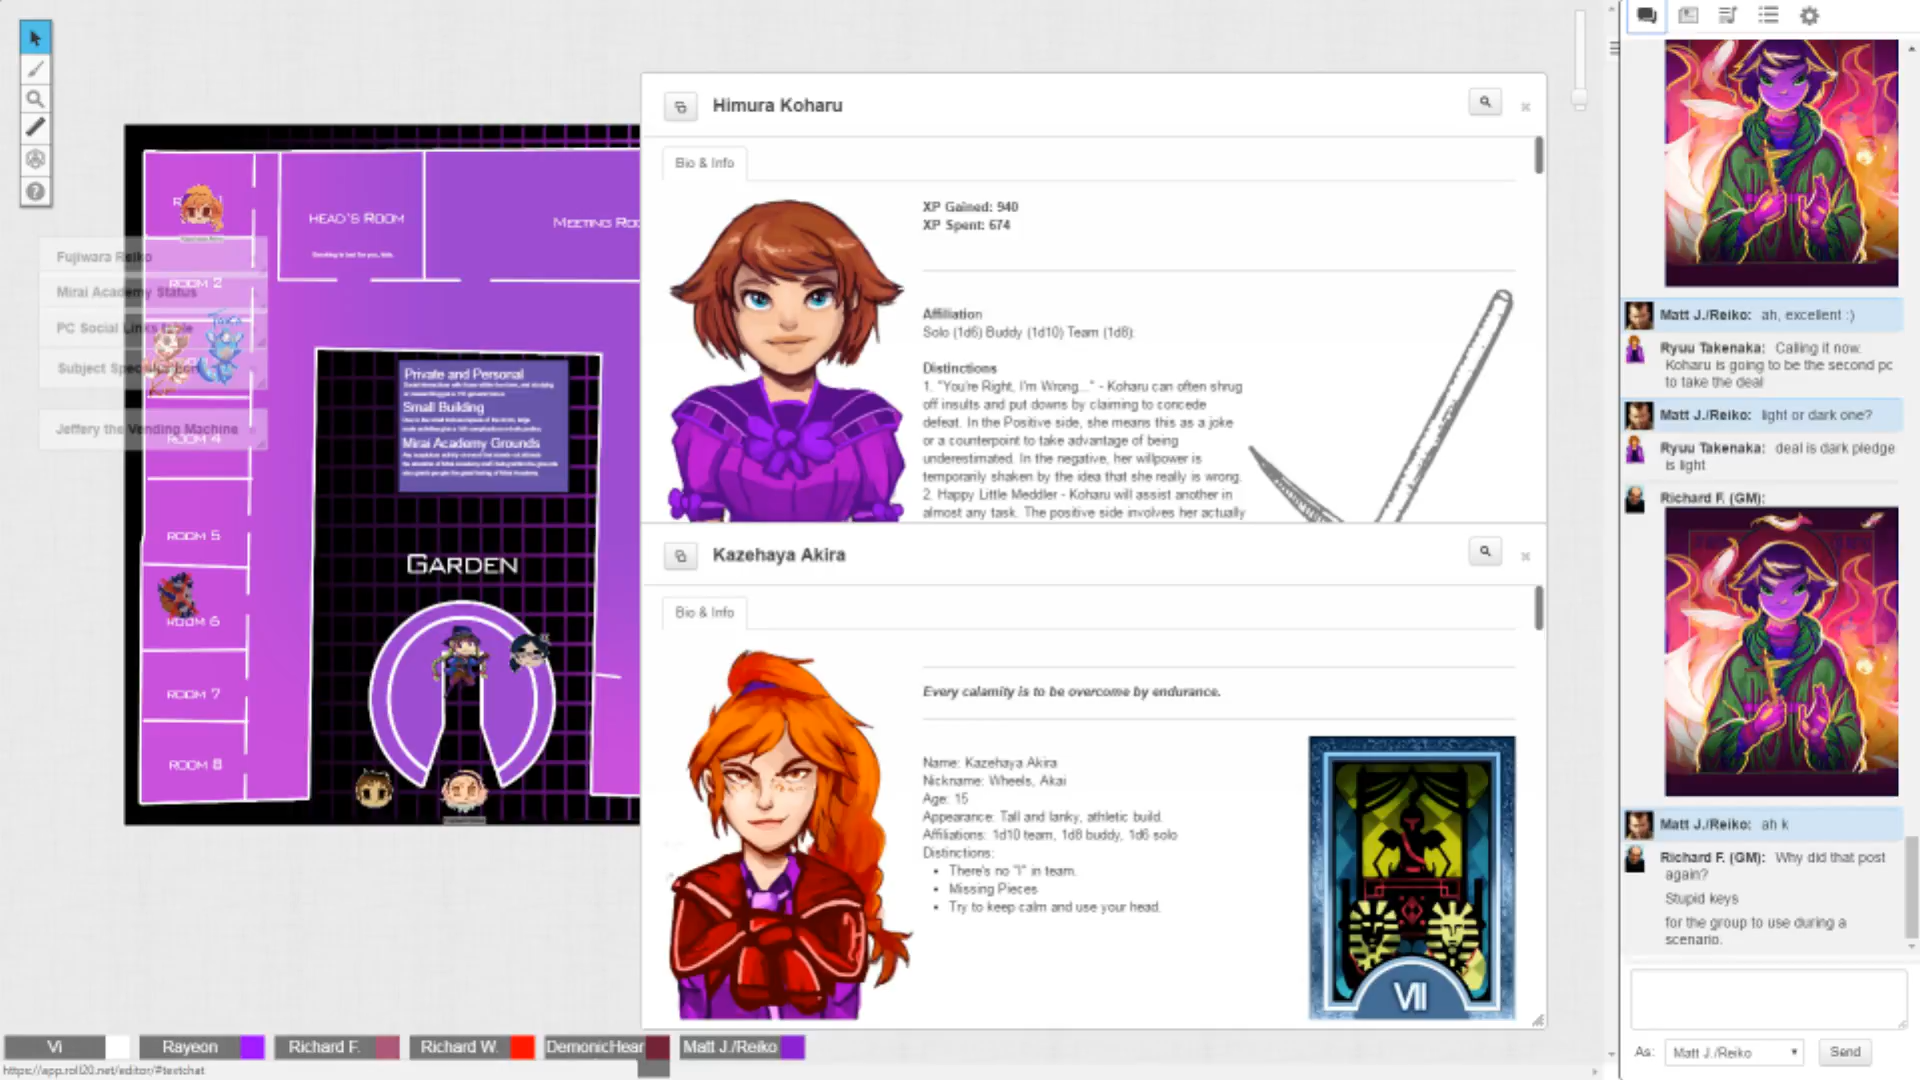 Himura Koharu
Bio & Info
XP Gained: 940
XP Spent: 674
Affiliation
Solo (1d6) Buddy (1d10) Team (1d8):
Distinctions
1. "You're Right, I'm Wrong..." - Koharu can often shrug
off insults and put downs by claiming to concede
defeat. In the Positive side, she means this as a joke
or a counterpoint to take advantage of being
underestimated. In the negative, her willpower is
temporarily shaken by the idea that she really is wrong.
2. Happy Little Meddler - Koharu will assist another in
almost any task. The positive side involves her actually
Kazehaya Akira
Bio & Info
Every calamity is to be overcome by endurance.
Name: Kazehaya Akira
Nickname: Wheels, Akai
Age: 15
Appearance: Tall and lanky, athletic build.
Affiliations: 1d10 team, 1d8 buddy, 1d6 solo
Distinctions:
There's no "I" in team.
Missing Pieces
Try to keep calm and use your head.
VII
HEAD'S ROOM
MEETING ROO
Fujiwara Reiko
ROOM 2
Mirai Academy Status
PC Social Links
Subject Spec
Jeffery the Vending Machine
ROOM 4
ROOM 5
ROOM 6
ROOM 7
ROOM 8
Private and Personal
Small Building
Mirai Academy Grounds
GARDEN
Matt J./Reiko: ah, excellent :)
Ryuu Takenaka: Calling it now.
Koharu is going to be the second pc
to take the deal
Matt J./Reiko: light or dark one?
Ryuu Takenaka: deal is dark pledge
is light
Richard F. (GM):
Matt J./Reiko: ah k
Richard F. (GM): Why did that post
again?
Stupid keys
for the group to use during a
scenario.
As: Matt J./Reiko
Send
Vi
Rayeon
Richard F.
Richard W.
DemonicHear
Matt J./Reiko
https://app.roll20.net/editor/#textchat